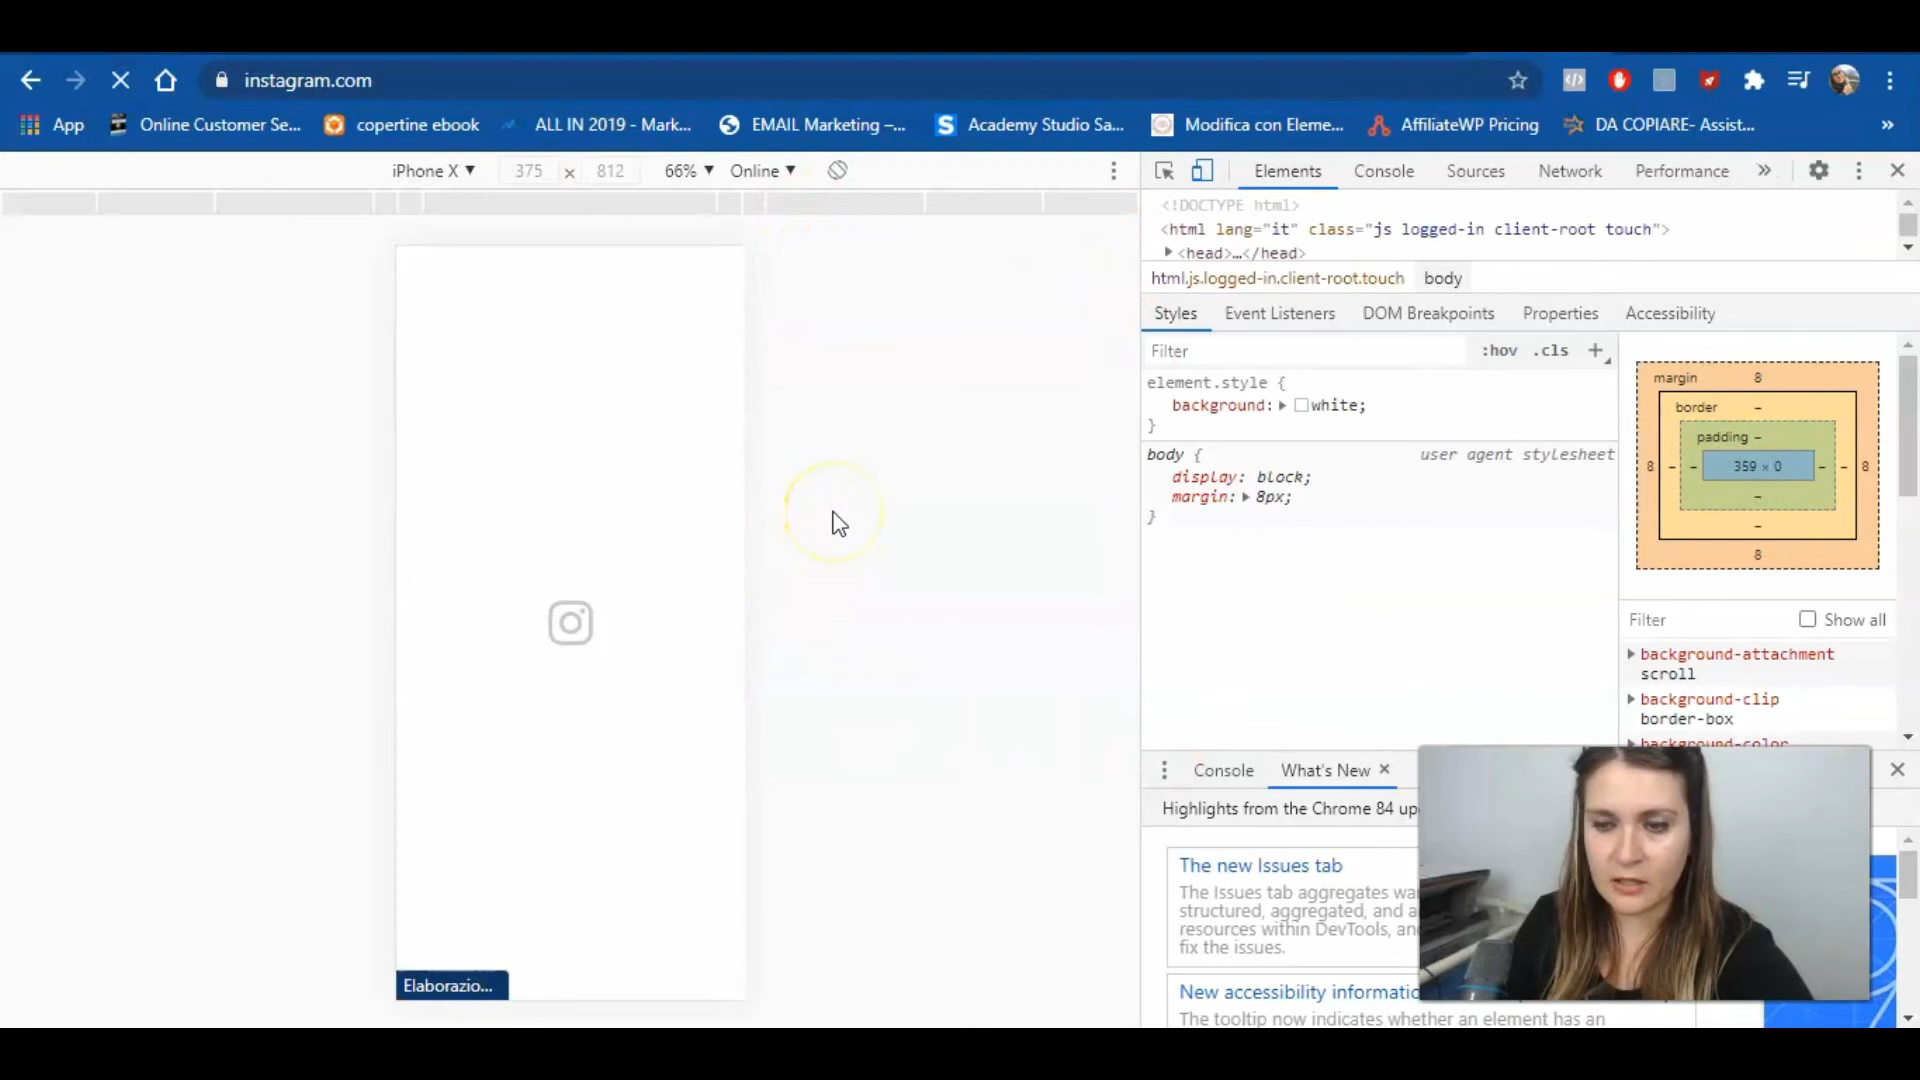 instagram.com
App
Online Customer Se...
copertine ebook
ALL IN 2019 - Mark...
EMAIL Marketing –...
Academy Studio Sa...
Modifica con Eleme...
AffiliateWP Pricing
DA COPIARE- Assist...
»
iPhone X ▼ 375 × 812 66% ▼ Online ▼
Elements Console Sources Network Performance »
<!DOCTYPE html>
<html lang="it" class="js logged-in client-root touch">
▶<head>…</head>
html.js.logged-in.client-root.touch body
Styles Event Listeners DOM Breakpoints Properties Accessibility
Filter :hov .cls +
element.style {
background: ▶ white;
}
body { user agent stylesheet
display: block;
margin: ▶ 8px;
}
margin 8
border –
padding –
8 – – 359 × 0 – – 8
–
–
8
Filter Show all
▶ background-attachment
scroll
▶ background-clip
border-box
▶ background-color
Elaborazio...
Console What's New ×
Highlights from the Chrome 84 up
The new Issues tab
The Issues tab aggregates wa
structured, aggregated, and a
resources within DevTools, and
fix the issues.
New accessibility informatio
The tooltip now indicates whether an element has an